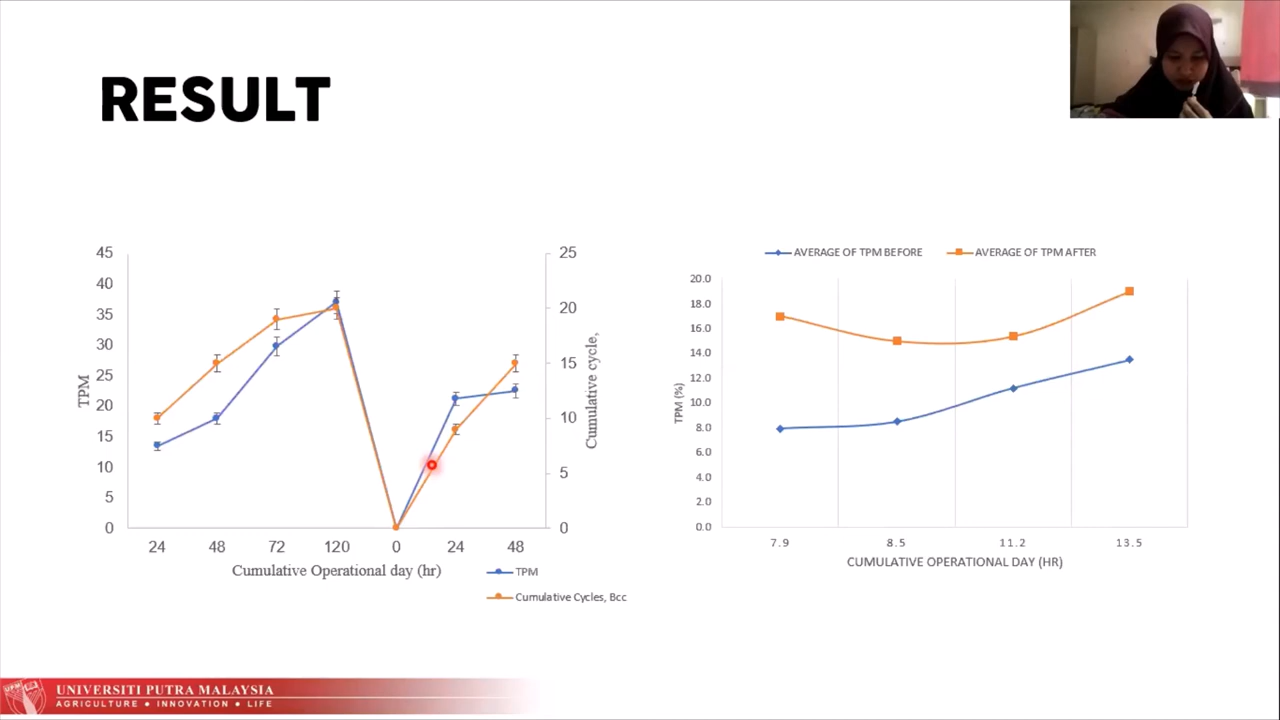 RESULT
45
40
35
30
25
20
15
10
5
0
TPM
25
20
15
10
5
0
Cumulative cycle,
24 48 72 120 0 24 48
Cumulative Operational day (hr)
TPM
Cumulative Cycles, Bcc
AVERAGE OF TPM BEFORE AVERAGE OF TPM AFTER
20.0
18.0
16.0
14.0
12.0
10.0
8.0
6.0
4.0
2.0
0.0
TPM (%)
7.9 8.5 11.2 13.5
CUMULATIVE OPERATIONAL DAY (HR)
UPM
UNIVERSITI PUTRA MALAYSIA
AGRICULTURE • INNOVATION • LIFE